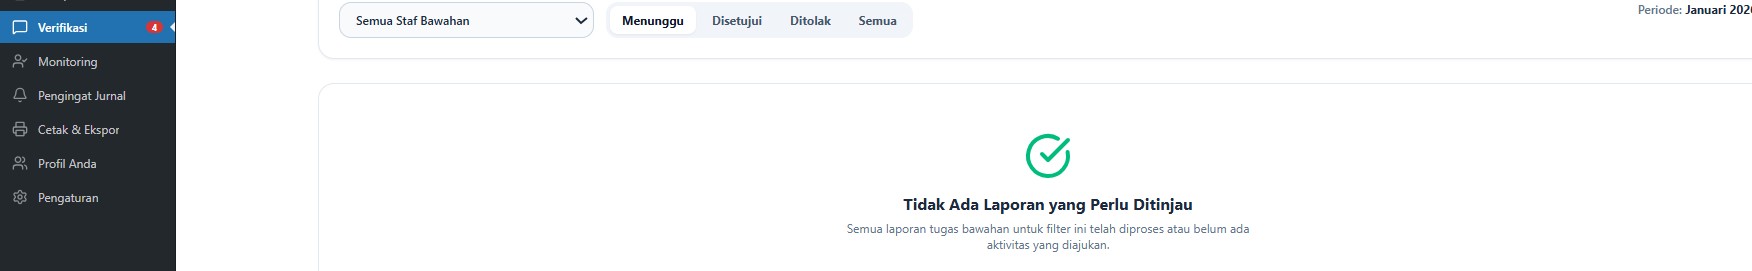 Verifikasi 4
Monitoring
Pengingat Jurnal
Cetak & Ekspor
Profil Anda
Pengaturan
Semua Staf Bawahan
Menunggu Disetujui Ditolak Semua
Periode: Januari 2026
Tidak Ada Laporan yang Perlu Ditinjau
Semua laporan tugas bawahan untuk filter ini telah diproses atau belum ada
aktivitas yang diajukan.